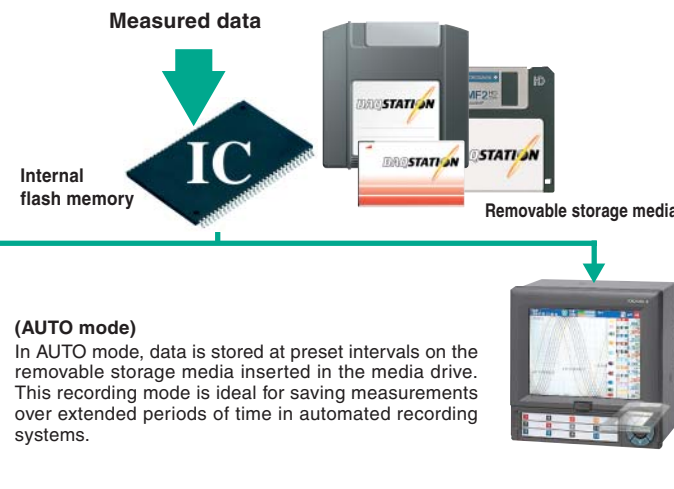 Measured data
IC
Internal
flash memory
DAQSTATION
DAQSTATION
MF2HD
HD
QSTATION
Removable storage media
(AUTO mode)
In AUTO mode, data is stored at preset intervals on the
removable storage media inserted in the media drive.
This recording mode is ideal for saving measurements
over extended periods of time in automated recording
systems.